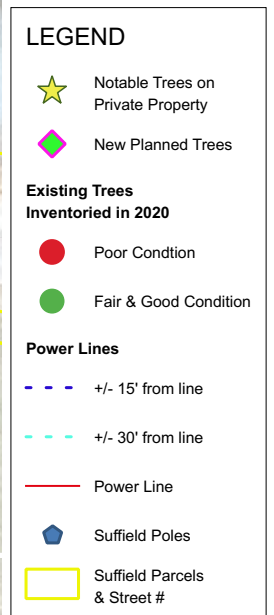 LEGEND
Notable Trees on
Private Property
New Planned Trees
Existing Trees
Inventoried in 2020
Poor Condtion
Fair & Good Condition
Power Lines
+/- 15' from line
+/- 30' from line
Power Line
Suffield Poles
Suffield Parcels
& Street #